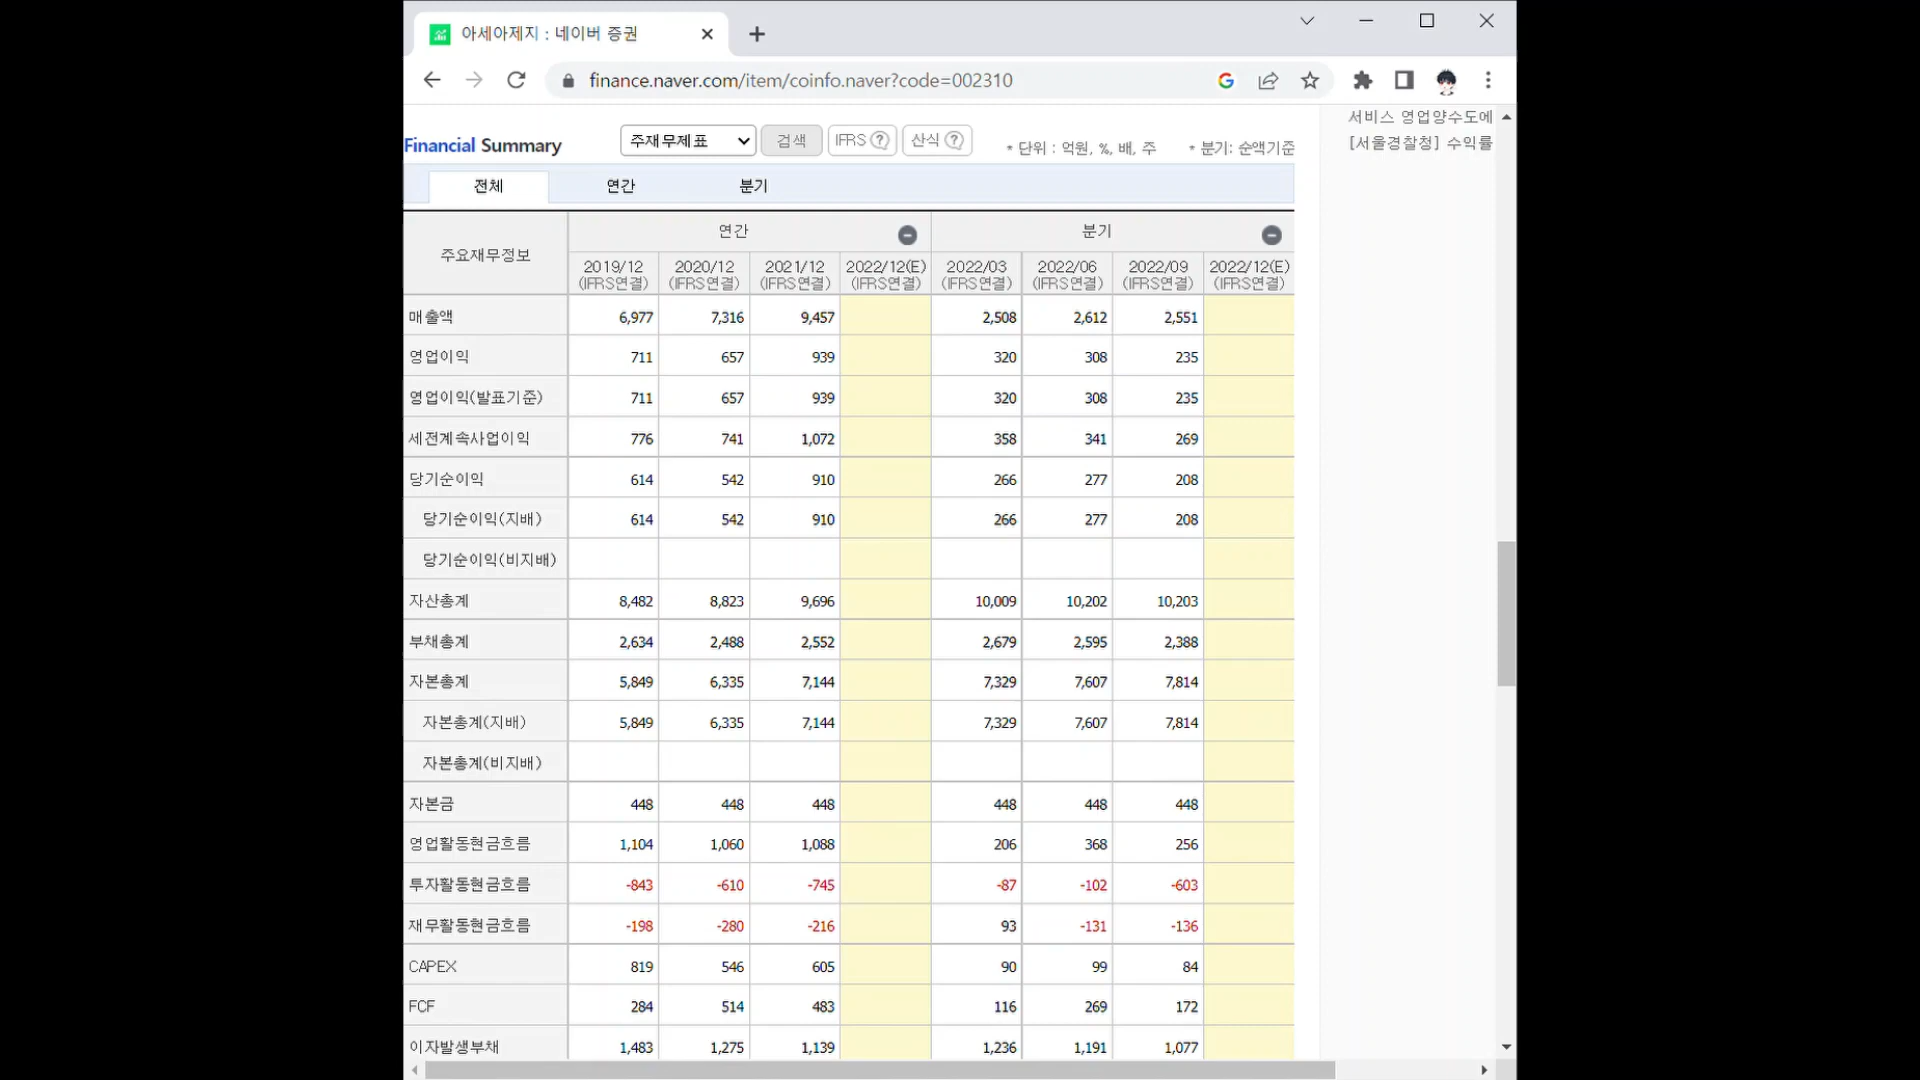 아세아제지 : 네이버 증권
finance.naver.com/item/coinfo.naver?code=002310
서비스 영업양수도에
[서울경찰청] 수익률
Financial Summary 주재무제표 검색 IFRS ? 산식 ? * 단위 : 억원, %, 배, 주 * 분기: 순액기준
전체 연간 분기
주요재무정보 연간 분기
2019/12 2020/12 2021/12 2022/12(E) 2022/03 2022/06 2022/09 2022/12(E)
(IFRS연결) (IFRS연결) (IFRS연결) (IFRS연결) (IFRS연결) (IFRS연결) (IFRS연결) (IFRS연결)
매출액 6,977 7,316 9,457 2,508 2,612 2,551
영업이익 711 657 939 320 308 235
영업이익(발표기준) 711 657 939 320 308 235
세전계속사업이익 776 741 1,072 358 341 269
당기순이익 614 542 910 266 277 208
당기순이익(지배) 614 542 910 266 277 208
당기순이익(비지배)
자산총계 8,482 8,823 9,696 10,009 10,202 10,203
부채총계 2,634 2,488 2,552 2,679 2,595 2,388
자본총계 5,849 6,335 7,144 7,329 7,607 7,814
자본총계(지배) 5,849 6,335 7,144 7,329 7,607 7,814
자본총계(비지배)
자본금 448 448 448 448 448 448
영업활동현금흐름 1,104 1,060 1,088 206 368 256
투자활동현금흐름 -843 -610 -745 -87 -102 -603
재무활동현금흐름 -198 -280 -216 93 -131 -136
CAPEX 819 546 605 90 99 84
FCF 284 514 483 116 269 172
이자발생부채 1,483 1,275 1,139 1,236 1,191 1,077